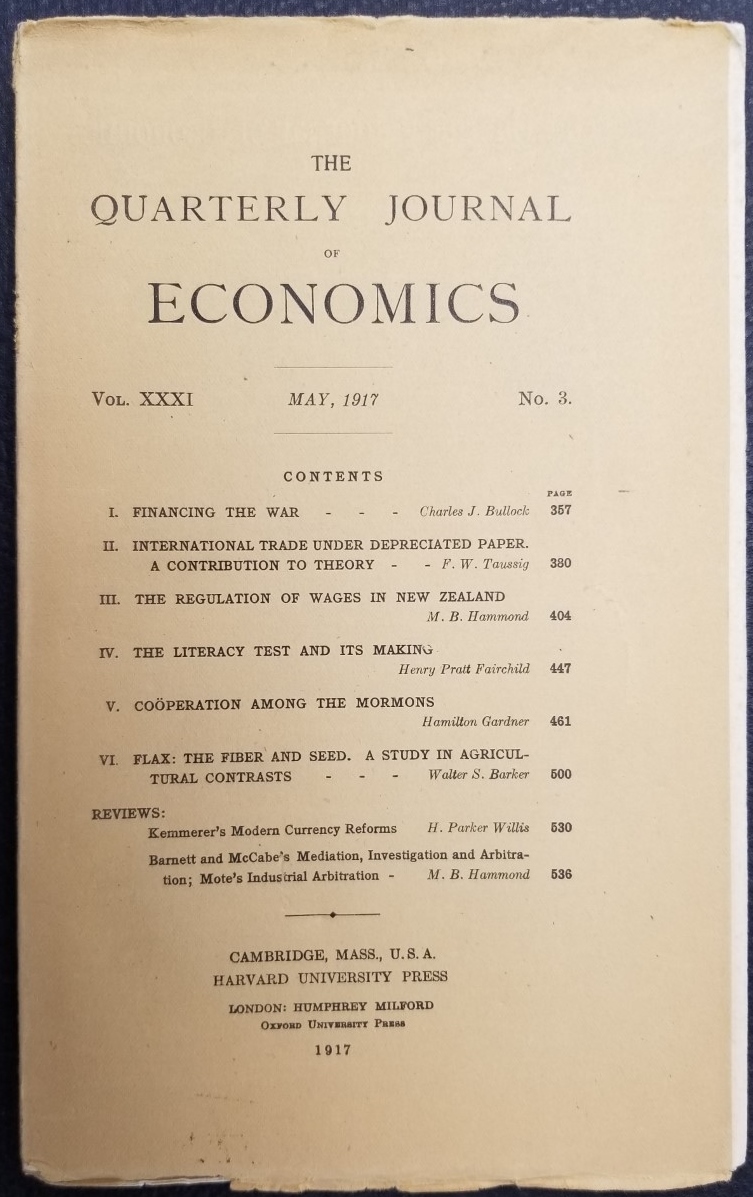 THE
QUARTERLY JOURNAL
OF
ECONOMICS
VOL. XXXI MAY, 1917 No. 3.
CONTENTS
PAGE
I. FINANCING THE WAR - - - Charles J. Bullock 357
II. INTERNATIONAL TRADE UNDER DEPRECIATED PAPER.
A CONTRIBUTION TO THEORY - - F. W. Taussig 380
III. THE REGULATION OF WAGES IN NEW ZEALAND
M. B. Hammond 404
IV. THE LITERACY TEST AND ITS MAKING
Henry Pratt Fairchild 447
V. COÖPERATION AMONG THE MORMONS
Hamilton Gardner 461
VI. FLAX: THE FIBER AND SEED. A STUDY IN AGRICUL-
TURAL CONTRASTS - - - Walter S. Barker 500
REVIEWS:
Kemmerer's Modern Currency Reforms H. Parker Willis 530
Barnett and McCabe's Mediation, Investigation and Arbitra-
tion; Mote's Industrial Arbitration - M. B. Hammond 536
CAMBRIDGE, MASS., U.S.A.
HARVARD UNIVERSITY PRESS
LONDON: HUMPHREY MILFORD
OXFORD UNIVERSITY PRESS
1917